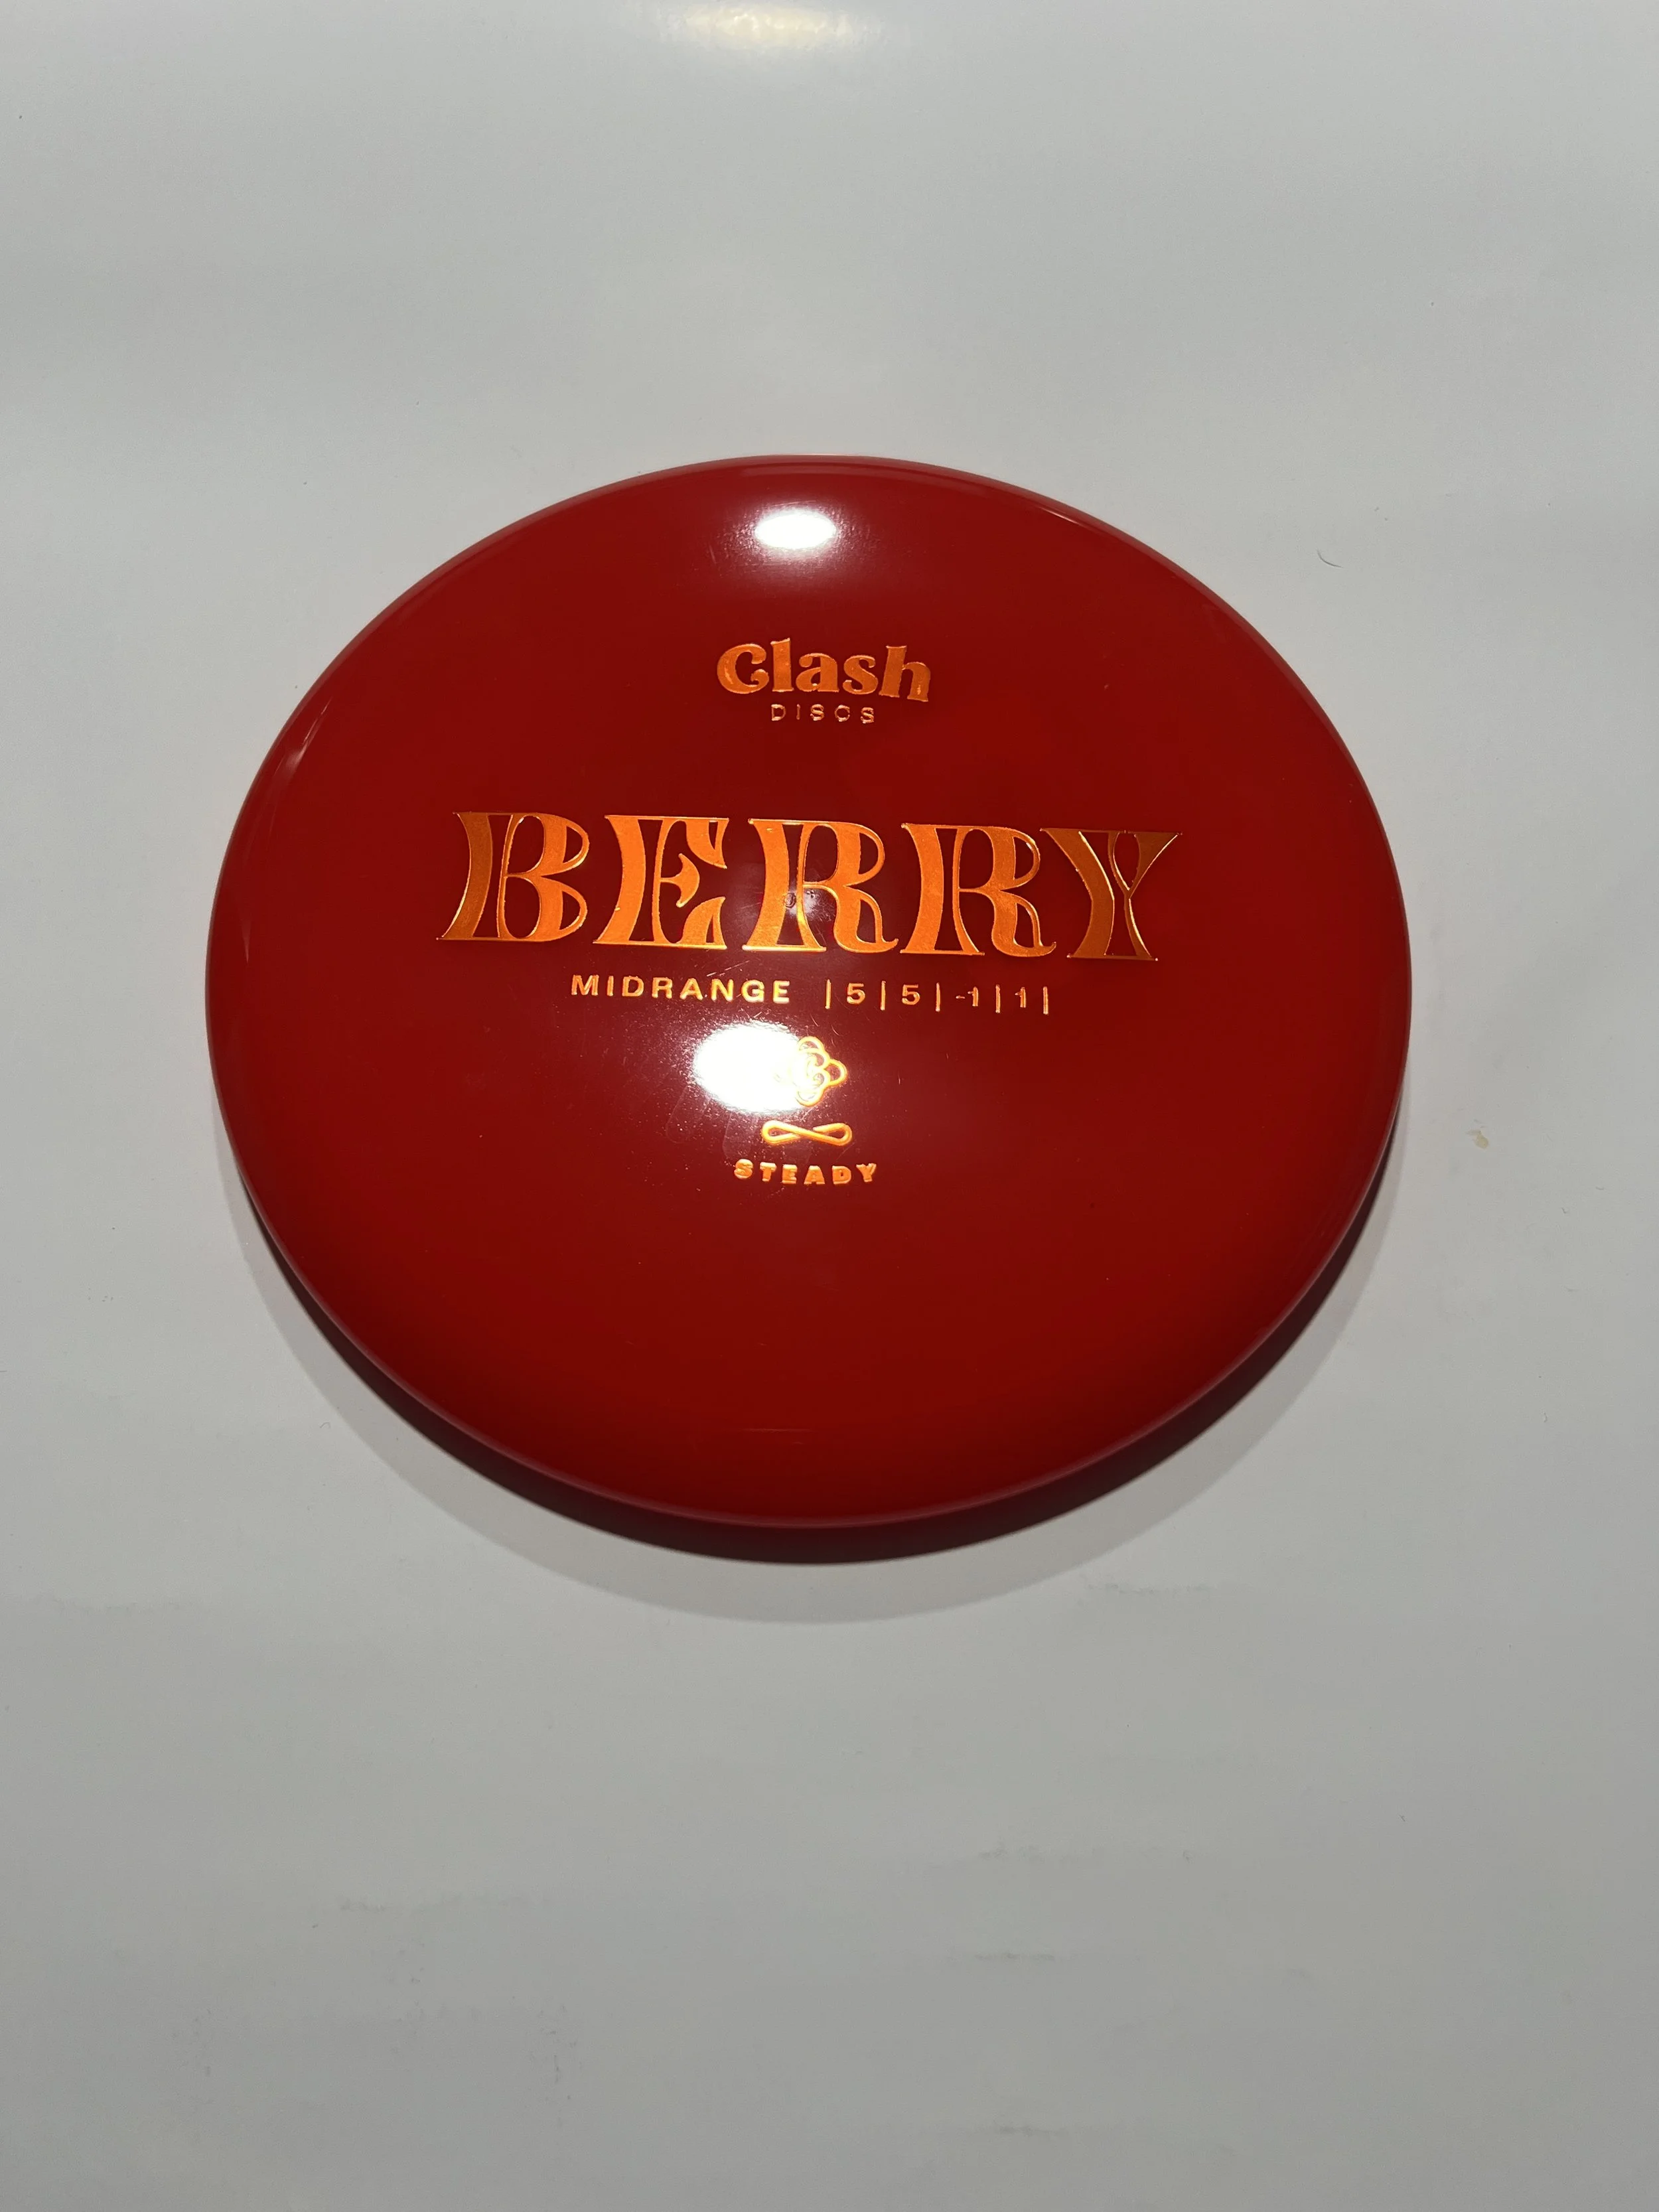 Clash
DISCS
BERRY
MIDRANGE |5|5|-1|1|
STEADY